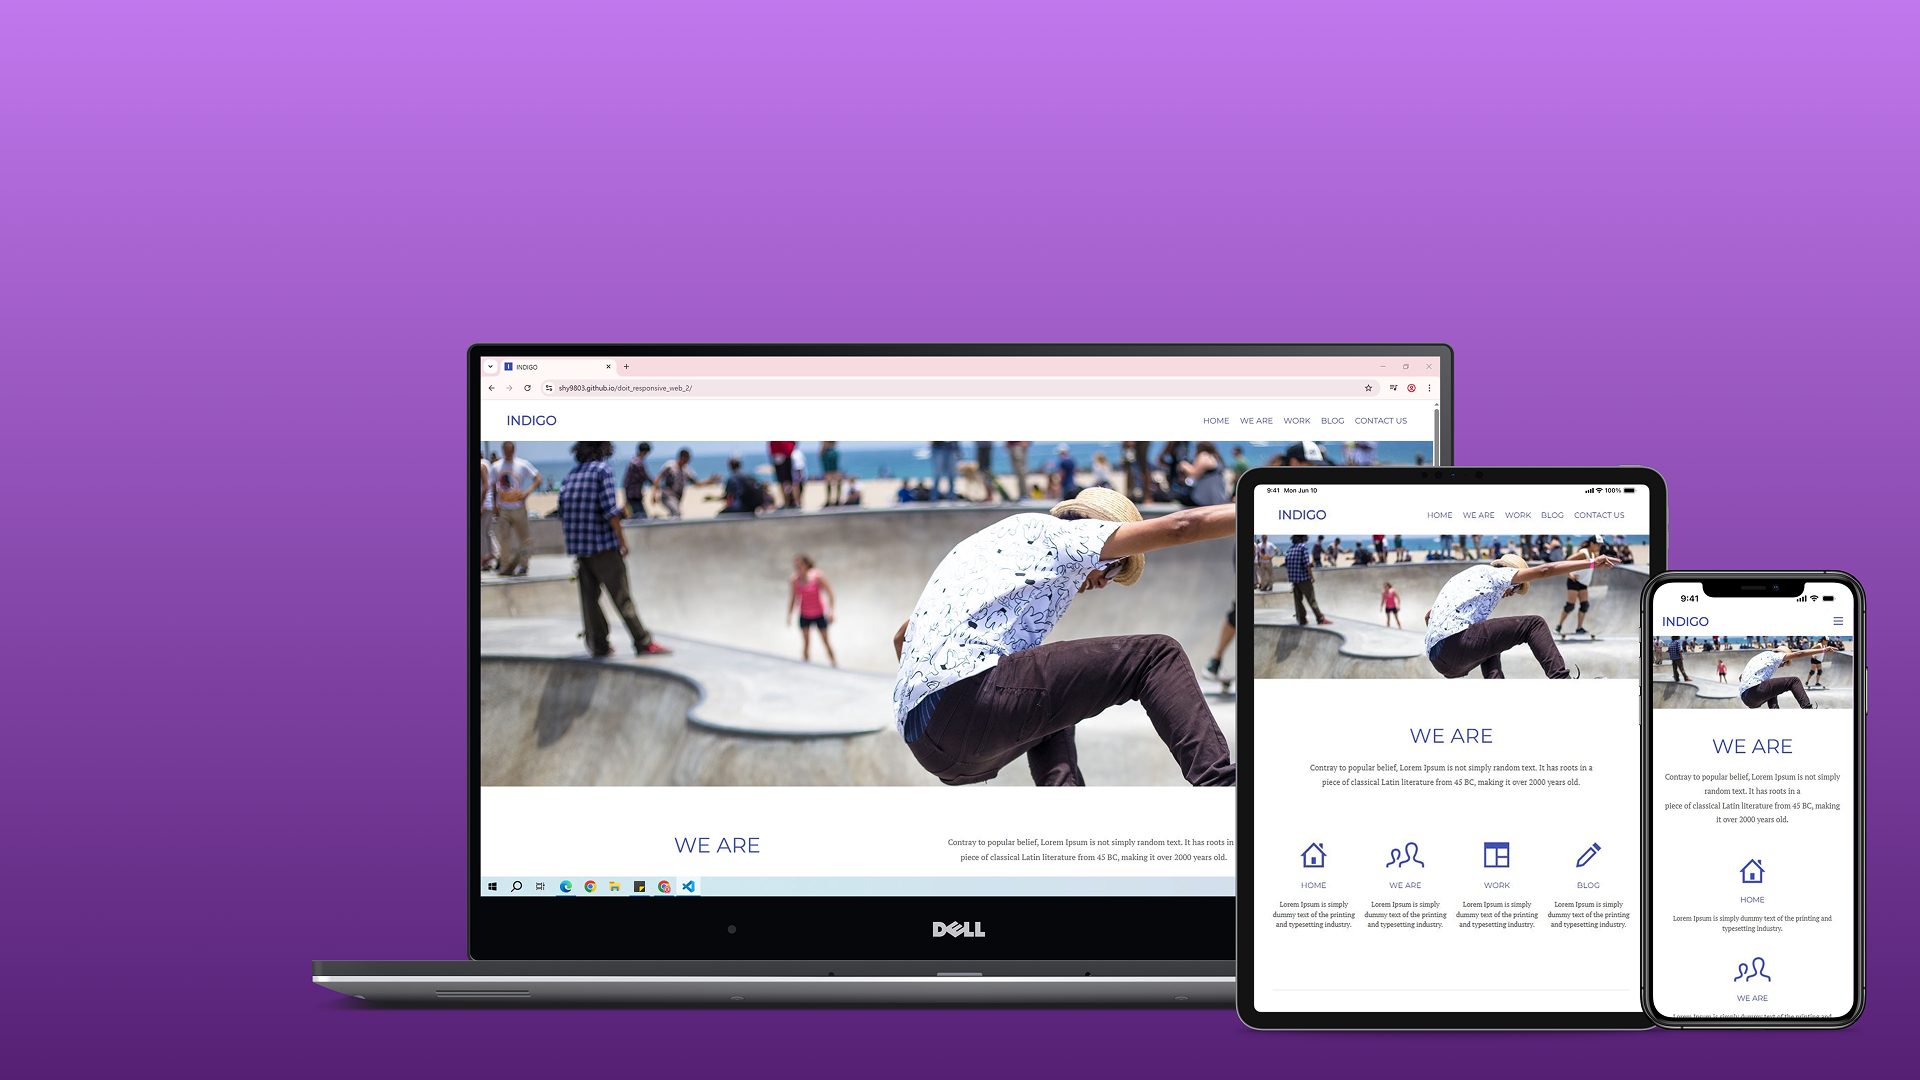 INDIGO
shy9803.github.io/doit_responsive_web_2/
INDIGO
HOME WE ARE WORK BLOG CONTACT US
WE ARE
Contray to popular belief, Lorem Ipsum is not simply random text. It has roots in
piece of classical Latin literature from 45 BC, making it over 2000 years old.
DELL
9:41 Mon Jun 10
100%
INDIGO
HOME WE ARE WORK BLOG CONTACT US
WE ARE
Contray to popular belief, Lorem Ipsum is not simply random text. It has roots in a
piece of classical Latin literature from 45 BC, making it over 2000 years old.
HOME
Lorem Ipsum is simply
dummy text of the printing
and typesetting industry.
WE ARE
Lorem Ipsum is simply
dummy text of the printing
and typesetting industry.
WORK
Lorem Ipsum is simply
dummy text of the printing
and typesetting industry.
BLOG
Lorem Ipsum is simply
dummy text of the printing
and typesetting industry.
9:41
INDIGO
WE ARE
Contray to popular belief, Lorem Ipsum is not simply
random text. It has roots in a
piece of classical Latin literature from 45 BC, making
it over 2000 years old.
HOME
Lorem Ipsum is simply dummy text of the printing and
typesetting industry.
WE ARE
Lorem Ipsum is simply dummy text of the printing and